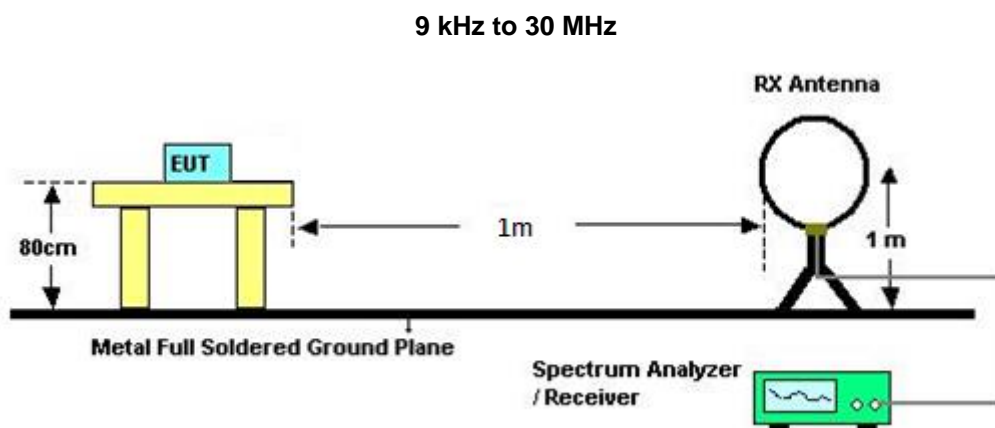 9 kHz to 30 MHz
RX Antenna
EUT
80cm
1m
1 m
Metal Full Soldered Ground Plane
Spectrum Analyzer
/ Receiver